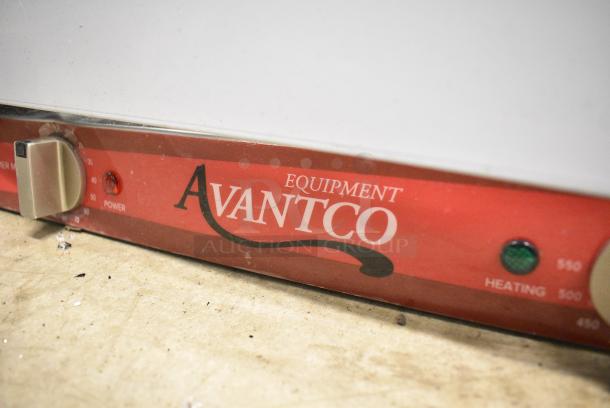 EQUIPMENT
AVANTCO
AUCTION GROUP
POWER
HEATING
550
500
450